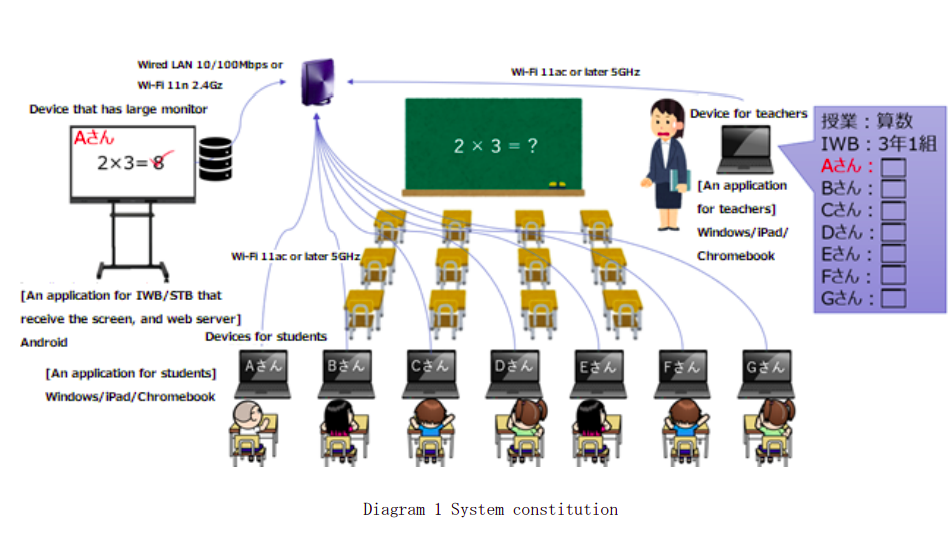 Wired LAN 10/100Mbps or
Wi-Fi 11n 2.4Gz
Wi-Fi 11ac or later 5GHz
Device that has large monitor
Aさん
2×3=8
2 × 3 = ?
Device for teachers
[An application
for teachers]
Windows/iPad/
Chromebook
授業：算数
IWB：3年1組
Aさん：
Bさん：
Cさん：
Dさん：
Eさん：
Fさん：
Gさん：
Wi-Fi 11ac or later 5GHz
[An application for IWB/STB that
receive the screen, and web server]
Android
Devices for students
[An application for students]
Windows/iPad/Chromebook
Aさん
Bさん
Cさん
Dさん
Eさん
Fさん
Gさん
Diagram 1 System constitution